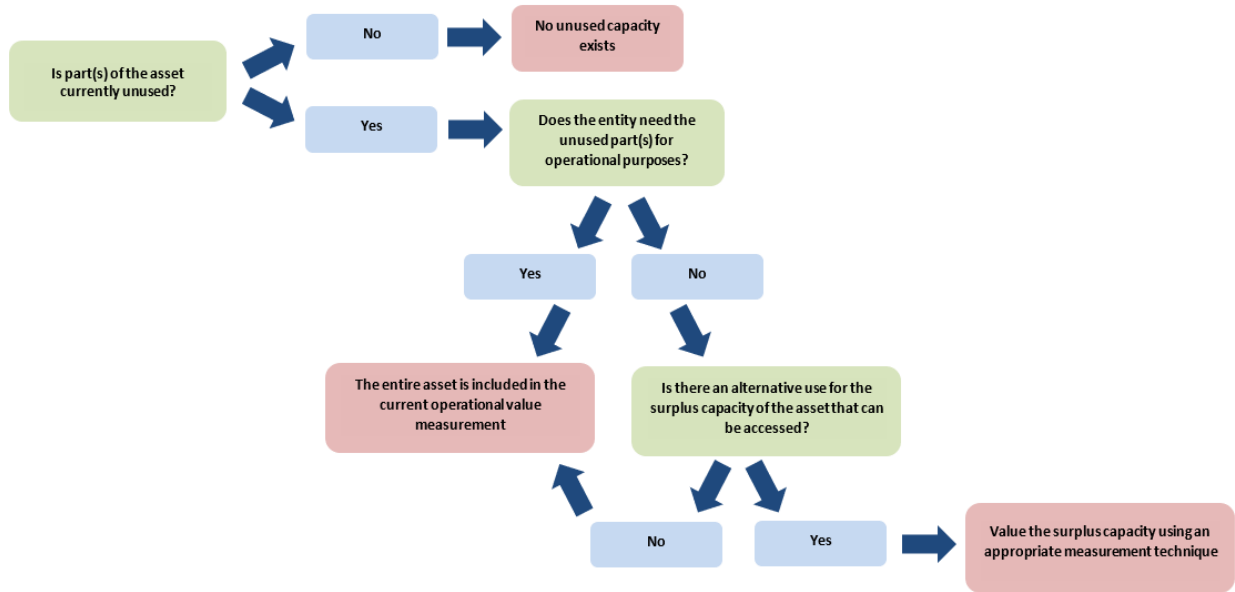 No
No unused capacity
exists
Is part(s) of the asset
currently unused?
Yes
Does the entity need the
unused part(s) for
operational purposes?
Yes
No
The entire asset is included in the
current operational value
measurement
Is there an alternative use for the
surplus capacity of the asset that can
be accessed?
No
Yes
Value the surplus capacity using an
appropriate measurement technique